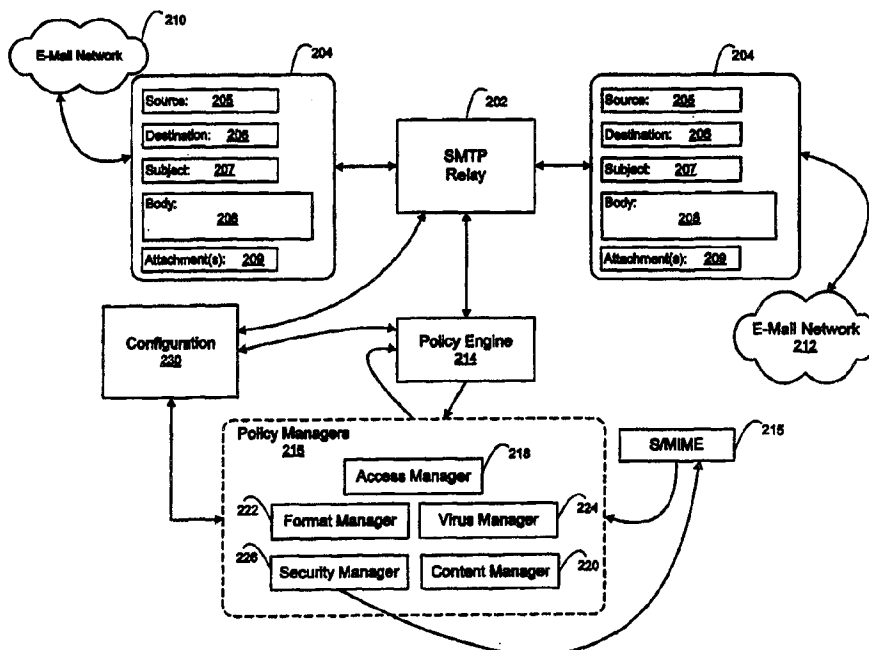 210
E-Mail Network
204
Source: 205
Destination: 206
Subject: 207
Body:
208
Attachment(s): 209
202
SMTP
Relay
204
Source: 205
Destination: 206
Subject: 207
Body:
208
Attachment(s): 209
E-Mail Network
212
Configuration
230
Policy Engine
214
Policy Managers
216
218
Access Manager
222
Format Manager
Virus Manager
224
226
Security Manager
Content Manager
220
S/MIME
215